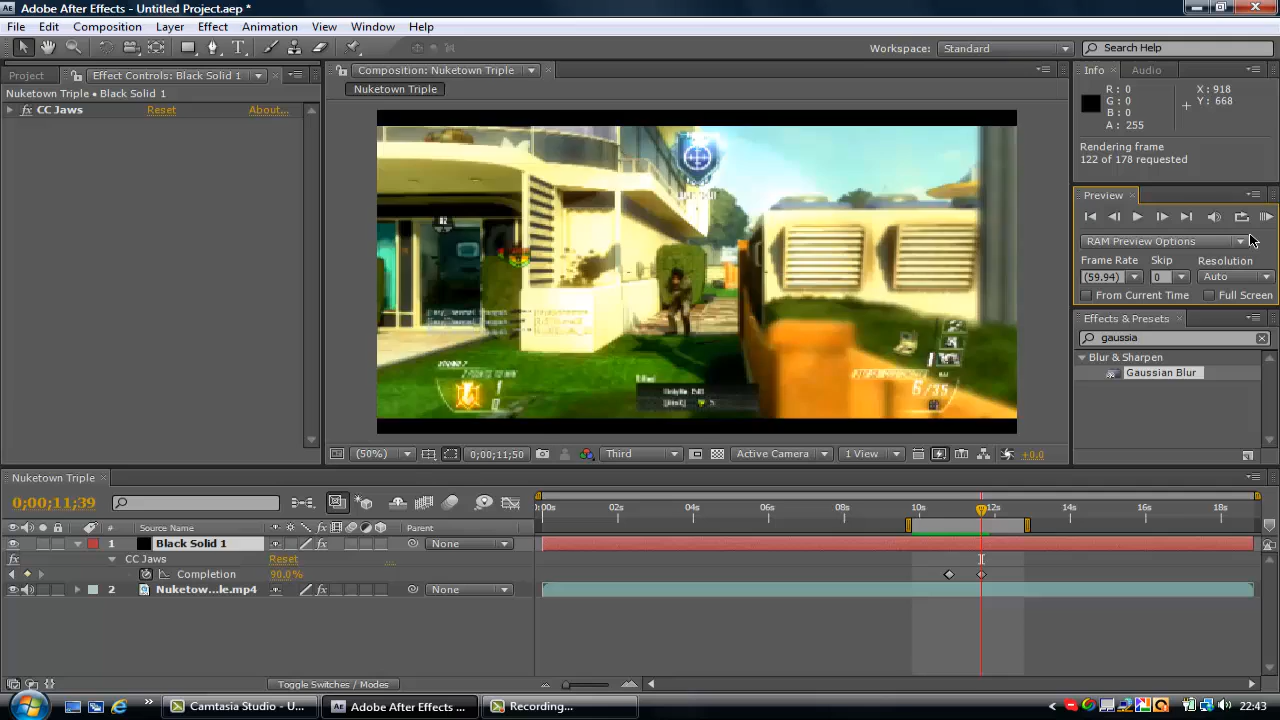 Adobe After Effects - Untitled Project.aep *
File Edit Composition Layer Effect Animation View Window Help
Workspace: Standard Search Help
Project Effect Controls: Black Solid 1
Nuketown Triple • Black Solid 1
fx CC Jaws Reset About...
Composition: Nuketown Triple
Nuketown Triple
6/35
(50%) 0;00;11;50 Third Active Camera 1 View +0.0
Info Audio
R: 0 X: 918
G: 0 Y: 668
B: 0
A: 255
Rendering frame
122 of 178 requested
Preview
RAM Preview Options
Frame Rate Skip Resolution
(59.94) 0 Auto
From Current Time Full Screen
Effects & Presets
gaussia
Blur & Sharpen
Gaussian Blur
Nuketown Triple
0;00;11;39
:00s 02s 04s 06s 08s 10s 12s 14s 16s 18s
# Source Name fx Parent
1 Black Solid 1 fx None
fx CC Jaws Reset ...
Completion 90.0%
2 Nuketow...le.mp4 None
Toggle Switches / Modes
Camtasia Studio - U... Ae Adobe After Effects ... Recording... 22:43